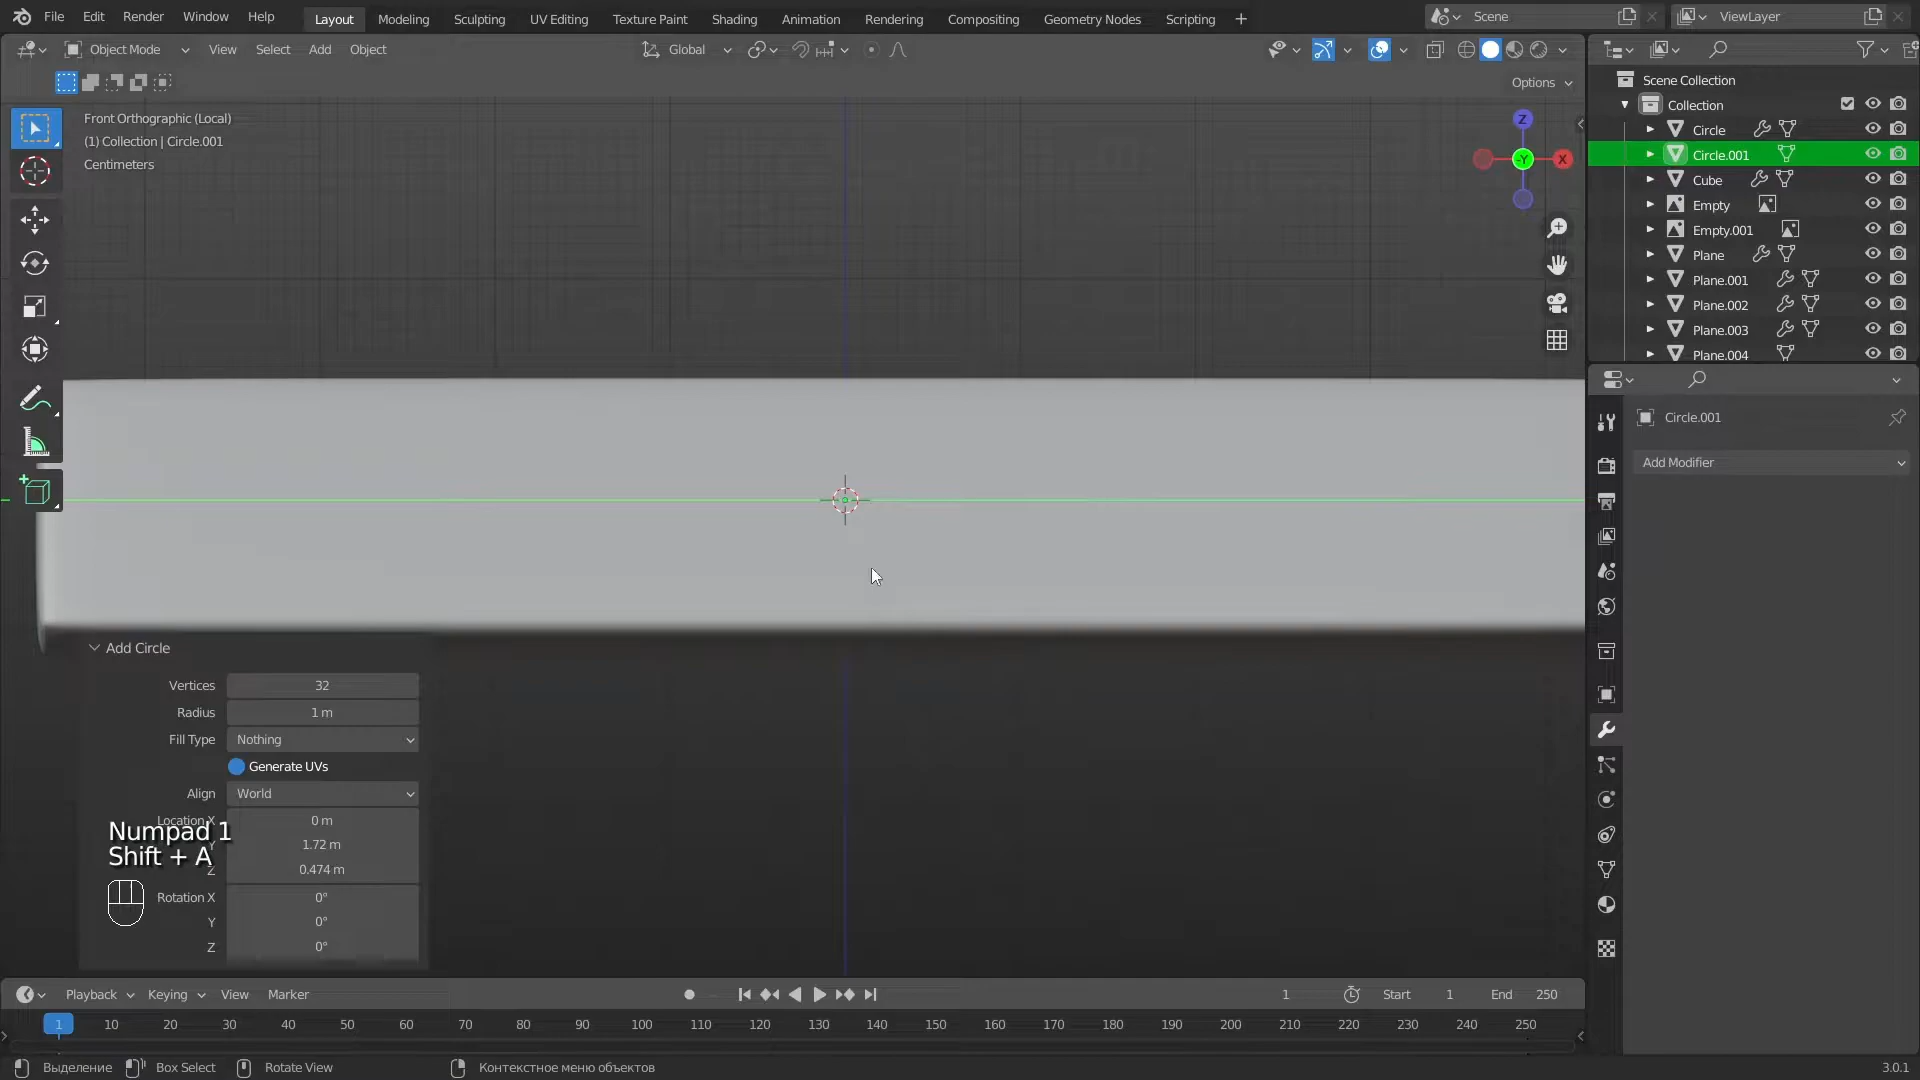 File Edit Render Window Help Layout Modeling Sculpting UV Editing Texture Paint Shading Animation Rendering Compositing Geometry Nodes Scripting + Scene ViewLayer
Object Mode View Select Add Object Global
Options
Front Orthographic (Local)
(1) Collection | Circle.001
Centimeters
Z
-Y
X
Scene Collection
Collection
Circle
Circle.001
Cube
Empty
Empty.001
Plane
Plane.001
Plane.002
Plane.003
Plane.004
Circle.001
Add Modifier
Add Circle
Vertices 32
Radius 1 m
Fill Type Nothing
Generate UVs
Align World
Location X 0 m
Y 1.72 m
Z 0.474 m
Rotation X 0°
Y 0°
Z 0°
Numpad 1
Shift + A
Playback Keying View Marker 1 Start 1 End 250
1 10 20 30 40 50 60 70 80 90 100 110 120 130 140 150 160 170 180 190 200 210 220 230 240 250
Выделение Box Select Rotate View Контекстное меню объектов 3.0.1